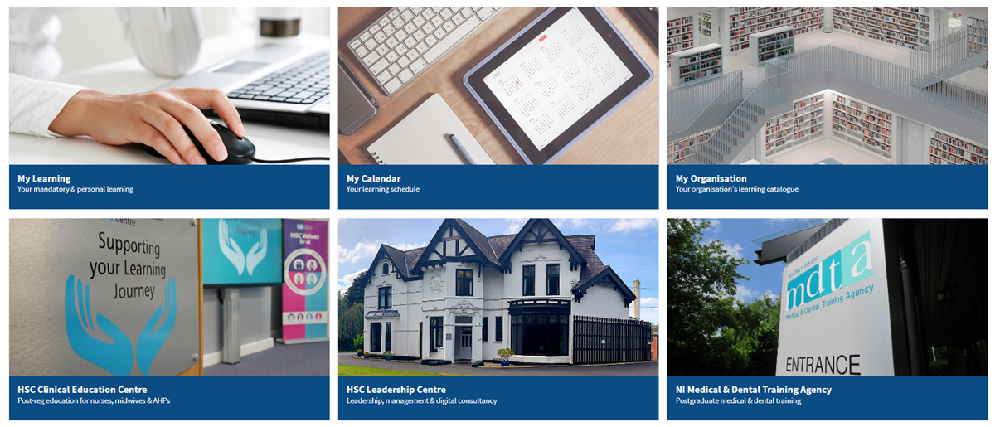 My Learning
Your mandatory & personal learning
My Calendar
Your learning schedule
My Organisation
Your organisation's learning catalogue
Centre
Supporting
your Learning
Journey
Journey
HSC Values
for all
Northern Ireland
mdta
Medical & Dental Training Agency
ENTRANCE
HSC Clinical Education Centre
Post-reg education for nurses, midwives & AHPs
HSC Leadership Centre
Leadership, management & digital consultancy
NI Medical & Dental Training Agency
Postgraduate medical & dental training